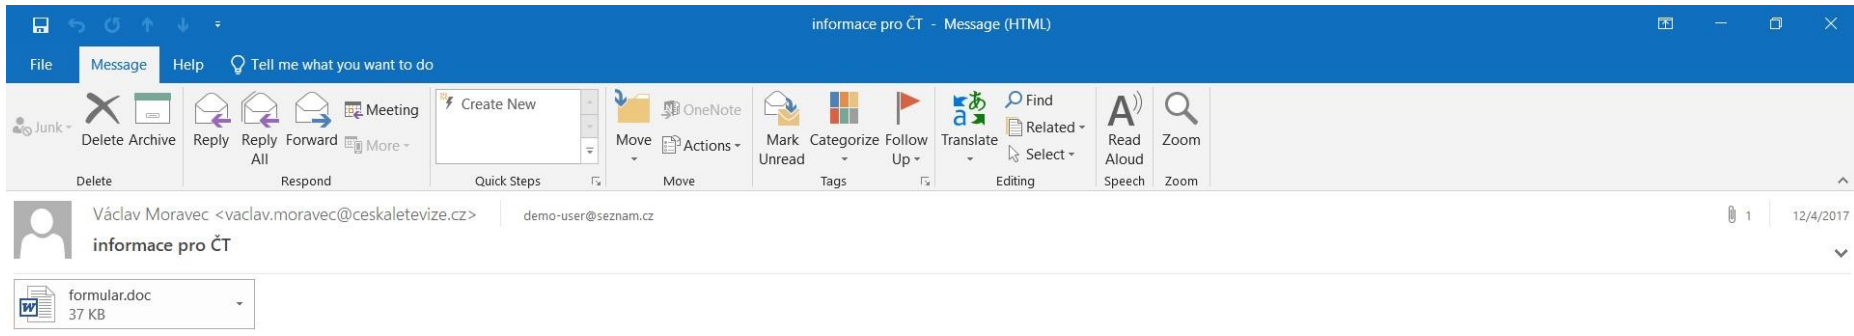 informace pro ČT - Message (HTML)
File Message Help Tell me what you want to do
Junk
Delete Archive
Delete
Reply Reply All Forward
Meeting
More
Respond
Create New
Quick Steps
Move
OneNote
Actions
Move
Mark Unread Categorize Follow Up
Tags
Translate
Find
Related
Select
Editing
Read Aloud
Speech
Zoom
Zoom
Václav Moravec <vaclav.moravec@ceskaletevize.cz> demo-user@seznam.cz 1 12/4/2017
informace pro ČT
formular.doc
37 KB